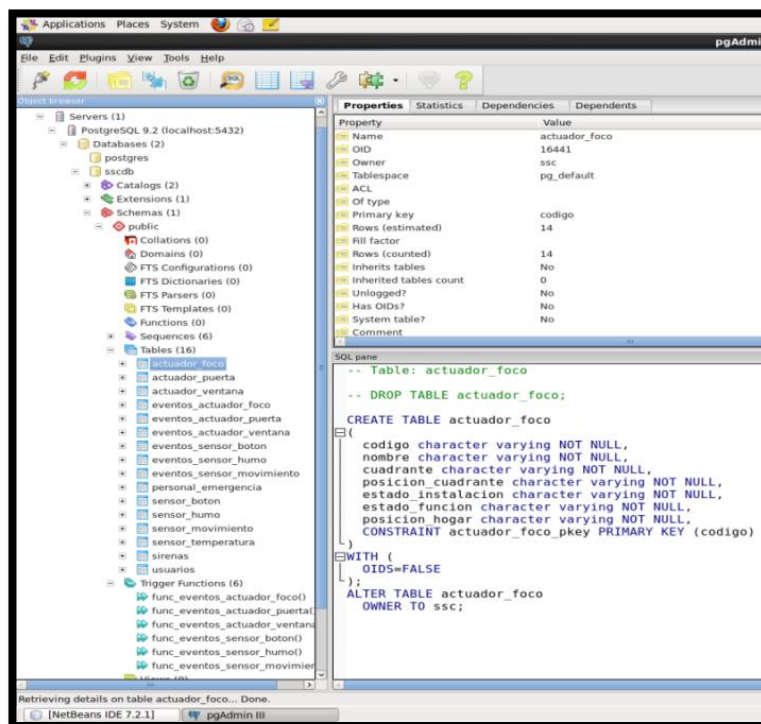 Applications Places System
pgAdmi
File Edit Plugins View Tools Help
Object browser
Servers (1)
PostgreSQL 9.2 (localhost:5432)
Databases (2)
postgres
sscdb
Catalogs (2)
Extensions (1)
Schemas (1)
public
Collations (0)
Domains (0)
FTS Configurations (0)
FTS Dictionaries (0)
FTS Parsers (0)
FTS Templates (0)
Functions (0)
Sequences (6)
Tables (16)
actuador_foco
actuador_puerta
actuador_ventana
eventos_actuador_foco
eventos_actuador_puerta
eventos_actuador_ventana
eventos_sensor_boton
eventos_sensor_humo
eventos_sensor_movimiento
personal_emergencia
sensor_boton
sensor_humo
sensor_movimiento
sensor_temperatura
sirenas
usuarios
Trigger Functions (6)
func_eventos_actuador_foco()
func_eventos_actuador_puerta(
func_eventos_actuador_ventana
func_eventos_sensor_boton()
func_eventos_sensor_humo()
func_eventos_sensor_movimier
Views (0)
Properties Statistics Dependencies Dependents
Property Value
Name actuador_foco
OID 16441
Owner ssc
Tablespace pg_default
ACL
Of type
Primary key codigo
Rows (estimated) 14
Fill factor
Rows (counted) 14
Inherits tables No
Inherited tables count 0
Unlogged? No
Has OIDs? No
System table? No
Comment
SQL pane
-- Table: actuador_foco
-- DROP TABLE actuador_foco;
CREATE TABLE actuador_foco
(
codigo character varying NOT NULL,
nombre character varying NOT NULL,
cuadrante character varying NOT NULL,
posicion_cuadrante character varying NOT NULL,
estado_instalacion character varying NOT NULL,
estado_funcion character varying NOT NULL,
posicion_hogar character varying NOT NULL,
CONSTRAINT actuador_foco_pkey PRIMARY KEY (codigo)
)
WITH (
OIDS=FALSE
);
ALTER TABLE actuador_foco
OWNER TO ssc;
Retrieving details on table actuador_foco... Done.
[NetBeans IDE 7.2.1] pgAdmin III